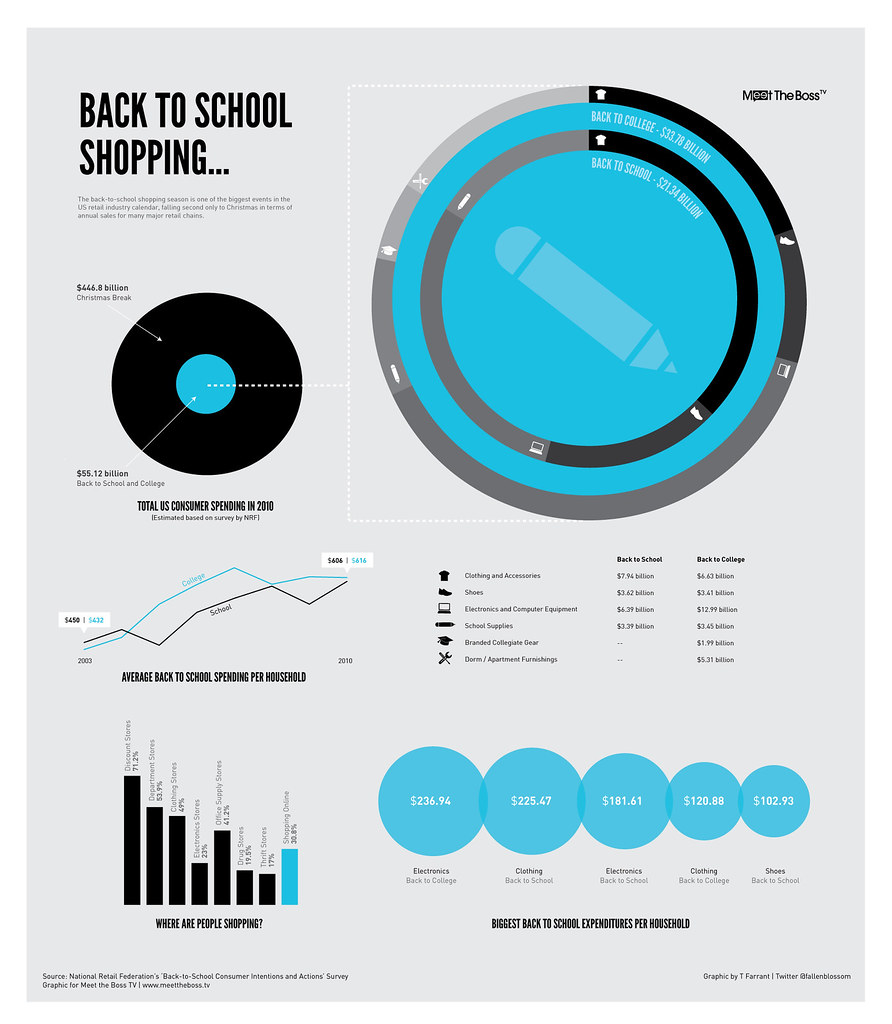 BACK TO SCHOOL
SHOPPING...
The back-to-school shopping season is one of the biggest events in the
US retail industry calendar, falling second only to Christmas in terms of
annual sales for many major retail chains.
Meet The Boss TV
BACK TO COLLEGE - $33.78 BILLION
BACK TO SCHOOL - $21.34 BILLION
$446.8 billion
Christmas Break
$55.12 billion
Back to School and College
TOTAL US CONSUMER SPENDING IN 2010
(Estimated based on survey by NRF)
$606 | $616
College
School
$450 | $432
2003
2010
AVERAGE BACK TO SCHOOL SPENDING PER HOUSEHOLD
Back to School Back to College
Clothing and Accessories $7.94 billion $6.63 billion
Shoes $3.62 billion $3.41 billion
Electronics and Computer Equipment $6.39 billion $12.99 billion
School Supplies $3.39 billion $3.45 billion
Branded Collegiate Gear -- $1.99 billion
Dorm / Apartment Furnishings -- $5.31 billion
Discount Stores
71.2%
Department Stores
53.9%
Clothing Stores
49%
Electronics Stores
23%
Office Supply Stores
41.2%
Drug Stores
19.5%
Thrift Stores
17%
Shopping Online
30.8%
WHERE ARE PEOPLE SHOPPING?
$236.94 $225.47 $181.61 $120.88 $102.93
Electronics Clothing Electronics Clothing Shoes
Back to College Back to School Back to School Back to College Back to School
BIGGEST BACK TO SCHOOL EXPENDITURES PER HOUSEHOLD
Source: National Retail Federation's 'Back-to-School Consumer Intentions and Actions' Survey
Graphic for Meet the Boss TV | www.meettheboss.tv
Graphic by T Farrant | Twitter @fallenblossom